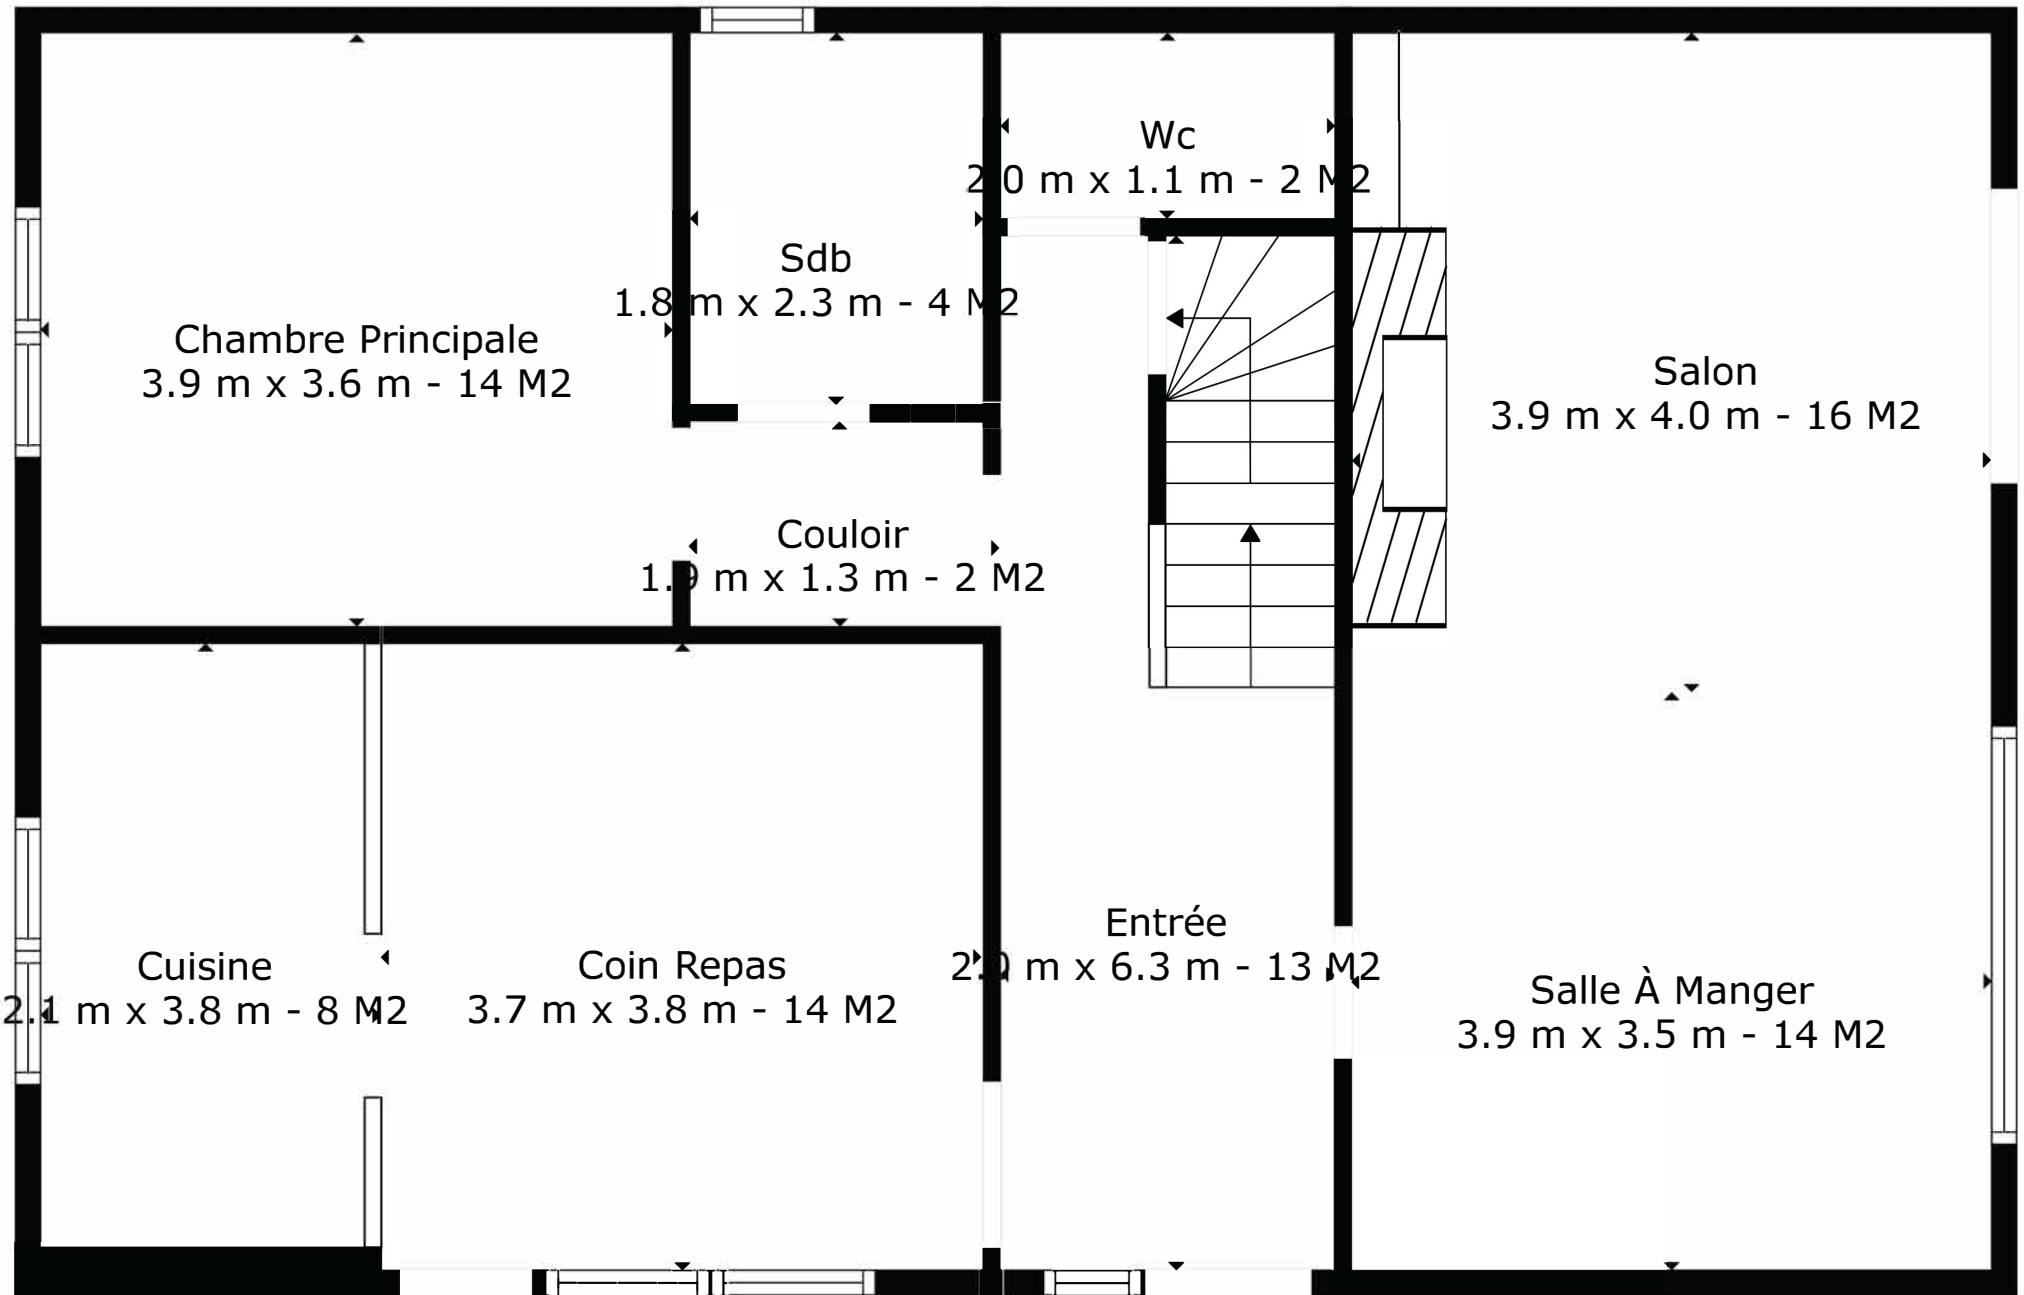 Wc
2.0 m x 1.1 m - 2 M2
Sdb
1.8 m x 2.3 m - 4 M2
Chambre Principale
3.9 m x 3.6 m - 14 M2
Salon
3.9 m x 4.0 m - 16 M2
Couloir
1.9 m x 1.3 m - 2 M2
Entrée
2.0 m x 6.3 m - 13 M2
Cuisine
2.1 m x 3.8 m - 8 M2
Coin Repas
3.7 m x 3.8 m - 14 M2
Salle À Manger
3.9 m x 3.5 m - 14 M2